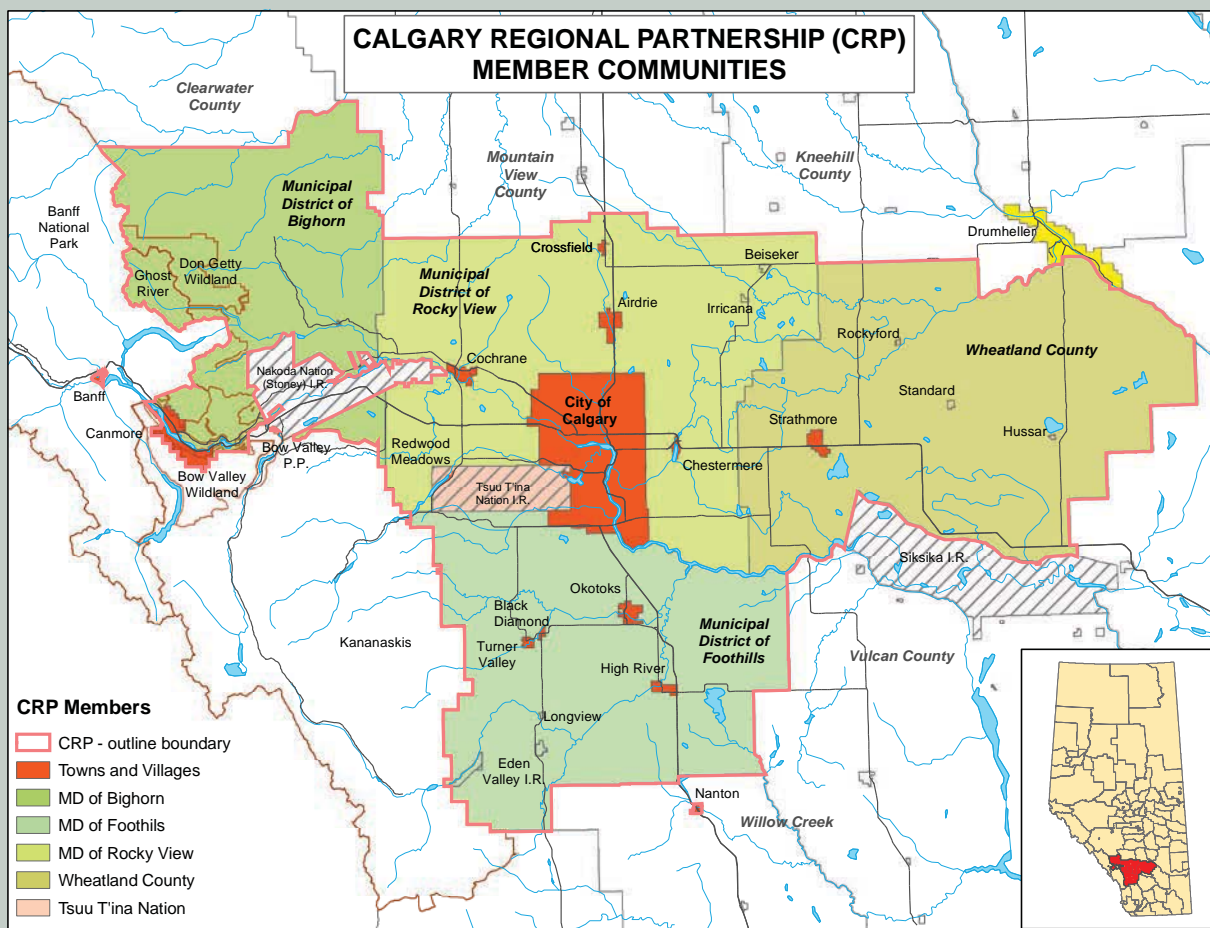 CALGARY REGIONAL PARTNERSHIP (CRP)
MEMBER COMMUNITIES
Clearwater
County
Mountain
View
County
Kneehill
County
Municipal
District of
Bighorn
Banff
National
Park
Drumheller
Crossfield
Beiseker
Don Getty
Wildland
Ghost
River
Municipal
District of
Rocky View
Airdrie
Irricana
Rockyford
Wheatland County
Cochrane
Nakoda Nation
(Stoney) I.R.
Banff
City of
Calgary
Standard
Strathmore
Hussar
Canmore
Bow Valley
P.P.
Redwood
Meadows
Chestermere
Bow Valley
Wildland
Tsuu T'ina
Nation I.R.
Siksika I.R.
Okotoks
Black
Diamond
Municipal
District of
Foothills
Kananaskis
Turner
Valley
Vulcan County
High River
Longview
Eden
Valley I.R.
Nanton
Willow Creek
CRP Members
CRP - outline boundary
Towns and Villages
MD of Bighorn
MD of Foothils
MD of Rocky View
Wheatland County
Tsuu T'ina Nation